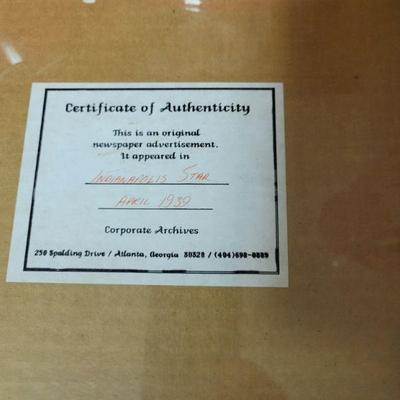 Certificate of Authenticity
This is an original
newspaper advertisement.
It appeared in
INDIANAPOLIS STAR
APRIL 1939
Corporate Archives
250 Spalding Drive / Atlanta, Georgia 30328 / (404)698-0889